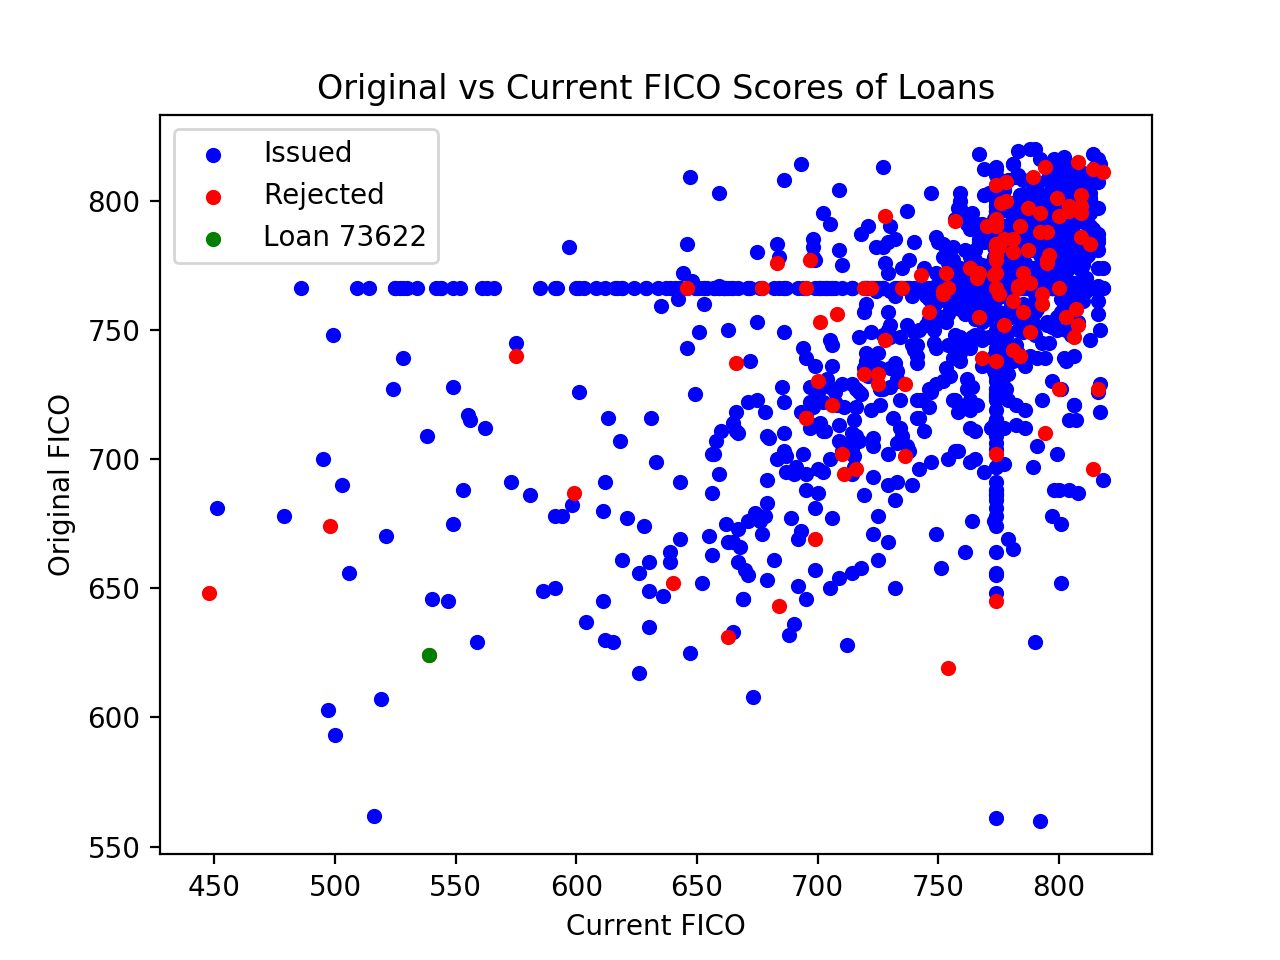 Original vs Current FICO Scores of Loans
Issued
Rejected
Loan 73622
Original FICO
800
750
700
650
600
550
450 500 550 600 650 700 750 800
Current FICO